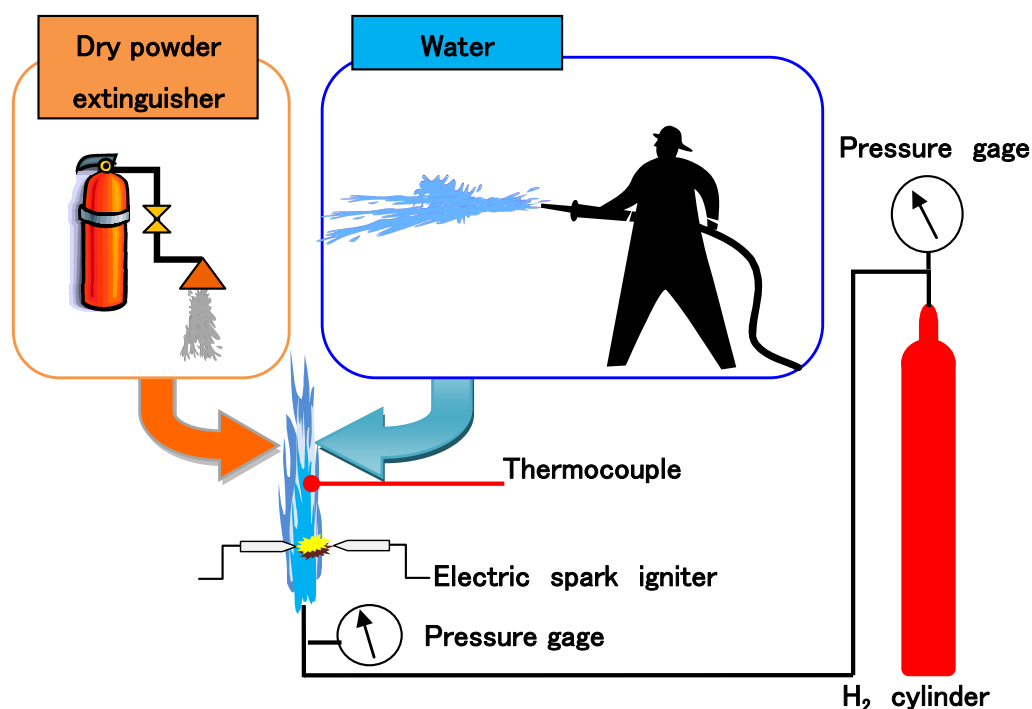 Dry powder
extinguisher
Water
Pressure gage
Thermocouple
Electric spark igniter
Pressure gage
H₂ cylinder